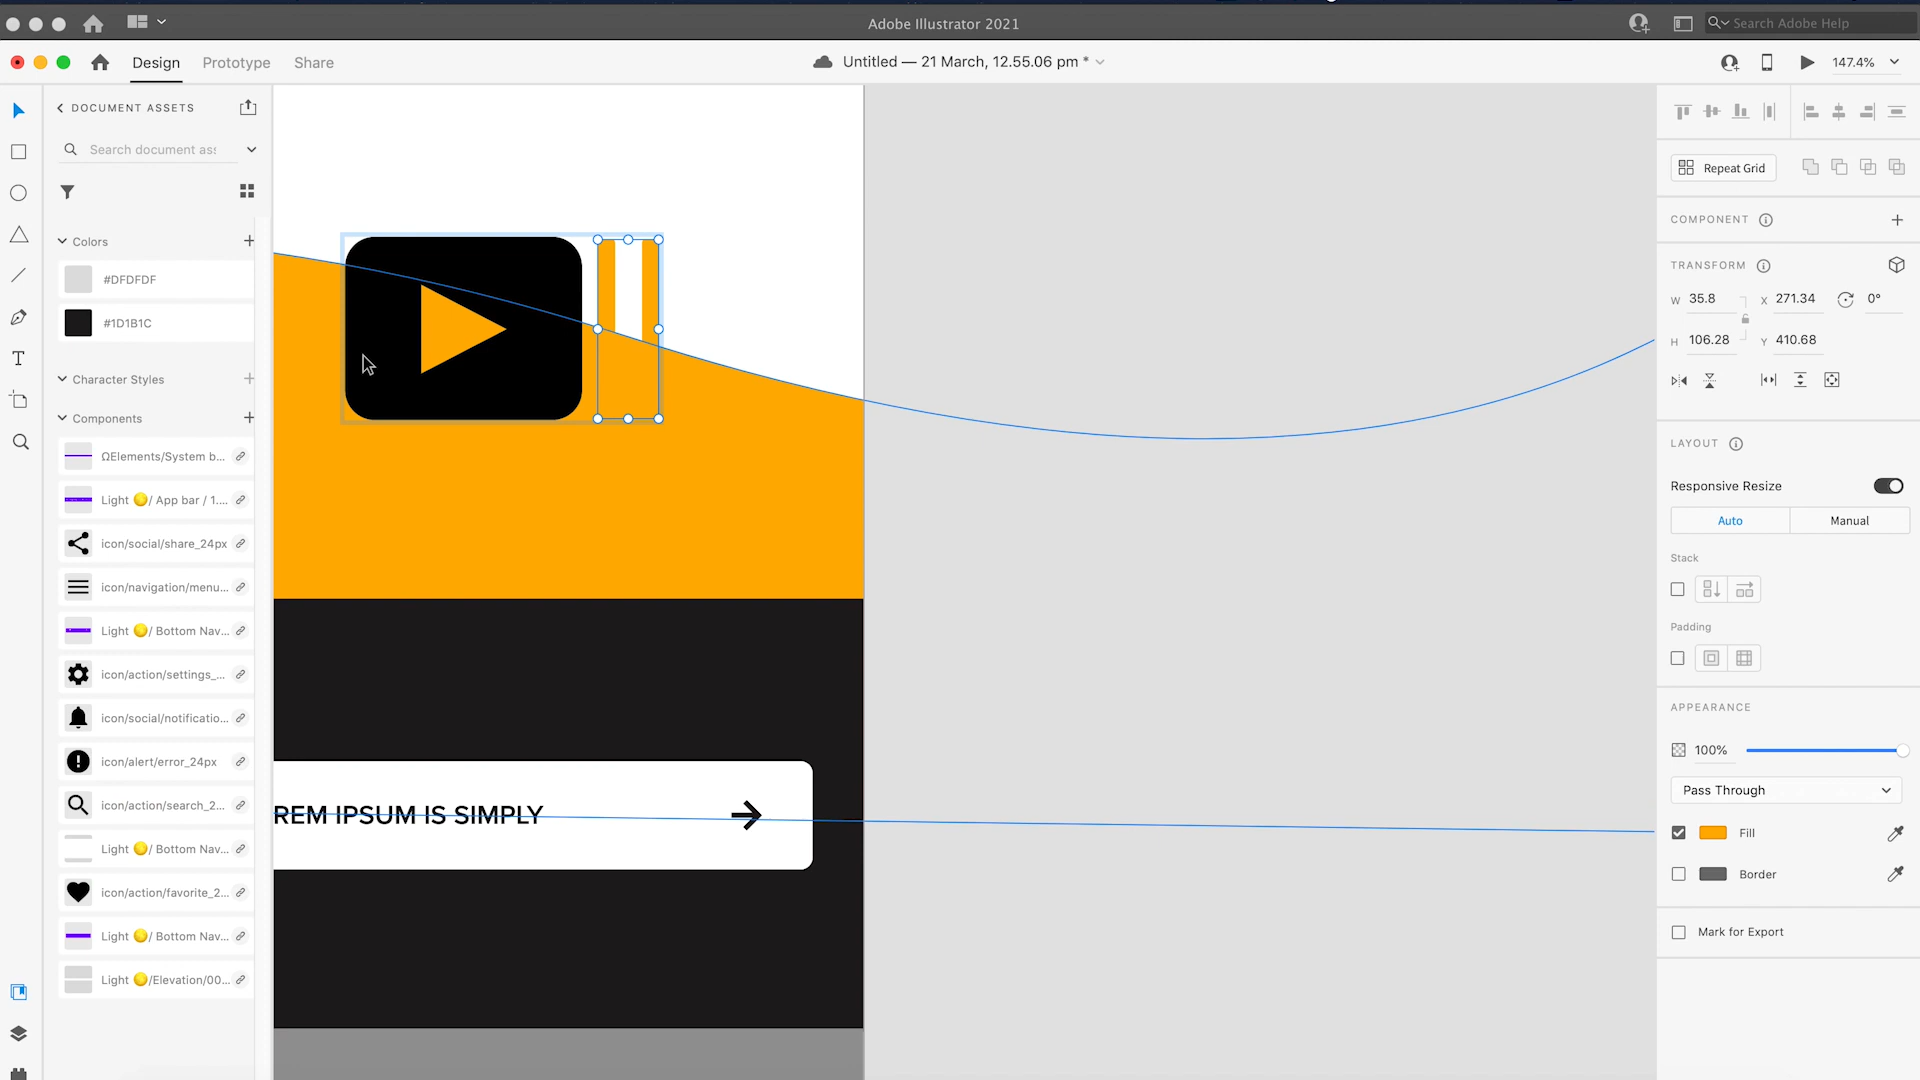 Adobe Illustrator 2021
Search Adobe Help
Design
Prototype
Share
Untitled — 21 March, 12.55.06 pm *
147.4%
DOCUMENT ASSETS
Search document ass
Colors
#DFDFDF
#1D1B1C
Character Styles
Components
ΩElements/System b...
Light 🟡/ App bar / 1....
icon/social/share_24px
icon/navigation/menu...
Light 🟡/ Bottom Nav...
icon/action/settings_...
icon/social/notificatio...
icon/alert/error_24px
icon/action/search_2...
Light 🟡/ Bottom Nav...
icon/action/favorite_2...
Light 🟡/ Bottom Nav...
Light 🟡/Elevation/00...
REM IPSUM IS SIMPLY
Repeat Grid
COMPONENT
TRANSFORM
W 35.8
X 271.34
0°
H 106.28
Y 410.68
LAYOUT
Responsive Resize
Auto
Manual
Stack
Padding
APPEARANCE
100%
Pass Through
Fill
Border
Mark for Export